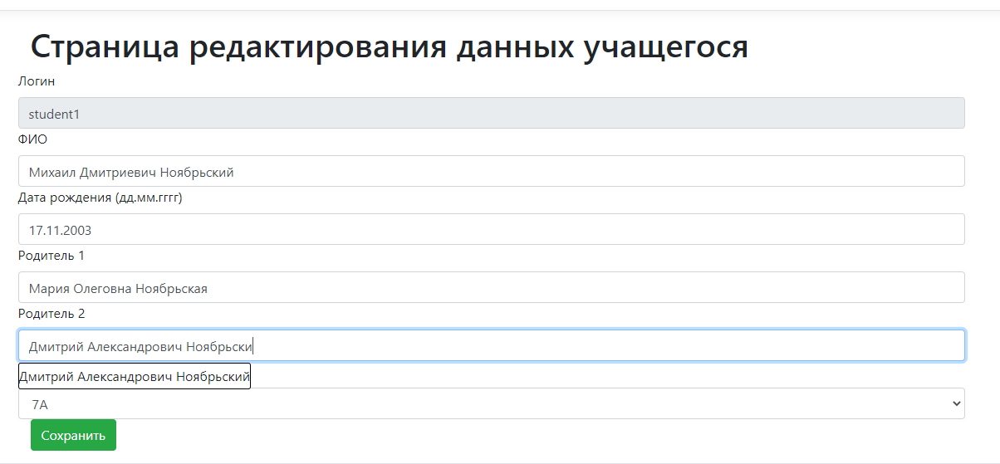 Страница редактирования данных учащегося
Логин
student1
ФИО
Михаил Дмитриевич Ноябрьский
Дата рождения (дд.мм.гггг)
17.11.2003
Родитель 1
Мария Олеговна Ноябрьская
Родитель 2
Дмитрий Александрович Ноябрьски
Дмитрий Александрович Ноябрьский
7А
Сохранить